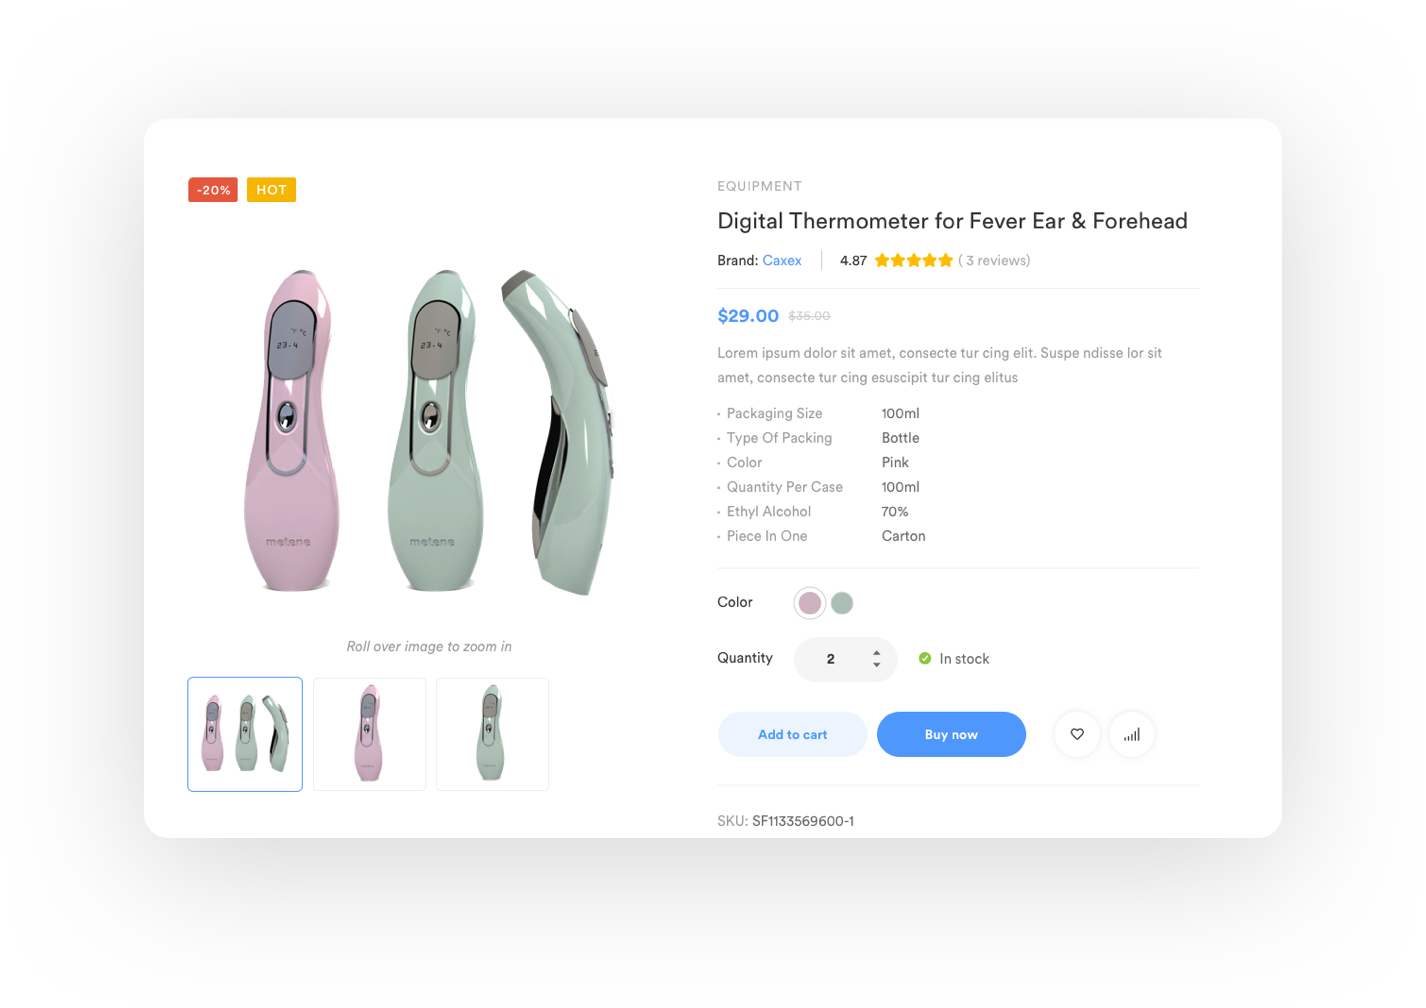 -20% HOT
EQUIPMENT
Digital Thermometer for Fever Ear & Forehead
Brand: Caxex
4.87 ( 3 reviews)
$29.00 $35.00
Lorem ipsum dolor sit amet, consecte tur cing elit. Suspe ndisse lor sit
amet, consecte tur cing esuscipit tur cing elitus
· Packaging Size 100ml
· Type Of Packing Bottle
· Color Pink
· Quantity Per Case 100ml
· Ethyl Alcohol 70%
· Piece In One Carton
Color
Quantity 2 In stock
Add to cart Buy now
SKU: SF1133569600-1
°F °C
23.4
metene
°F °C
23.4
metene
Roll over image to zoom in